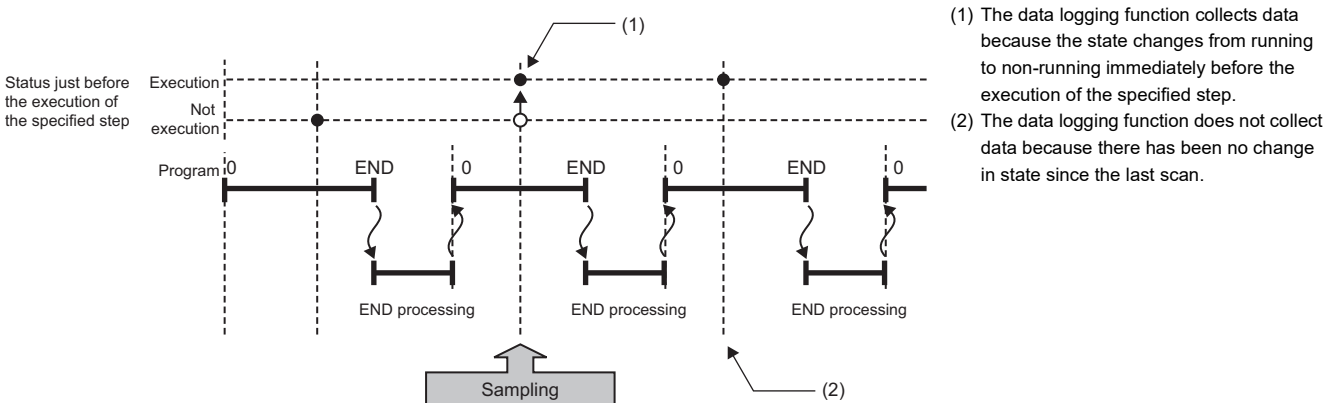 (1)
Status just before
the execution of
the specified step
Execution
Not
execution
Program
0
END
0
END
0
END
0
END processing
END processing
END processing
Sampling
(2)
(1) The data logging function collects data
because the state changes from running
to non-running immediately before the
execution of the specified step.
(2) The data logging function does not collect
data because there has been no change
in state since the last scan.